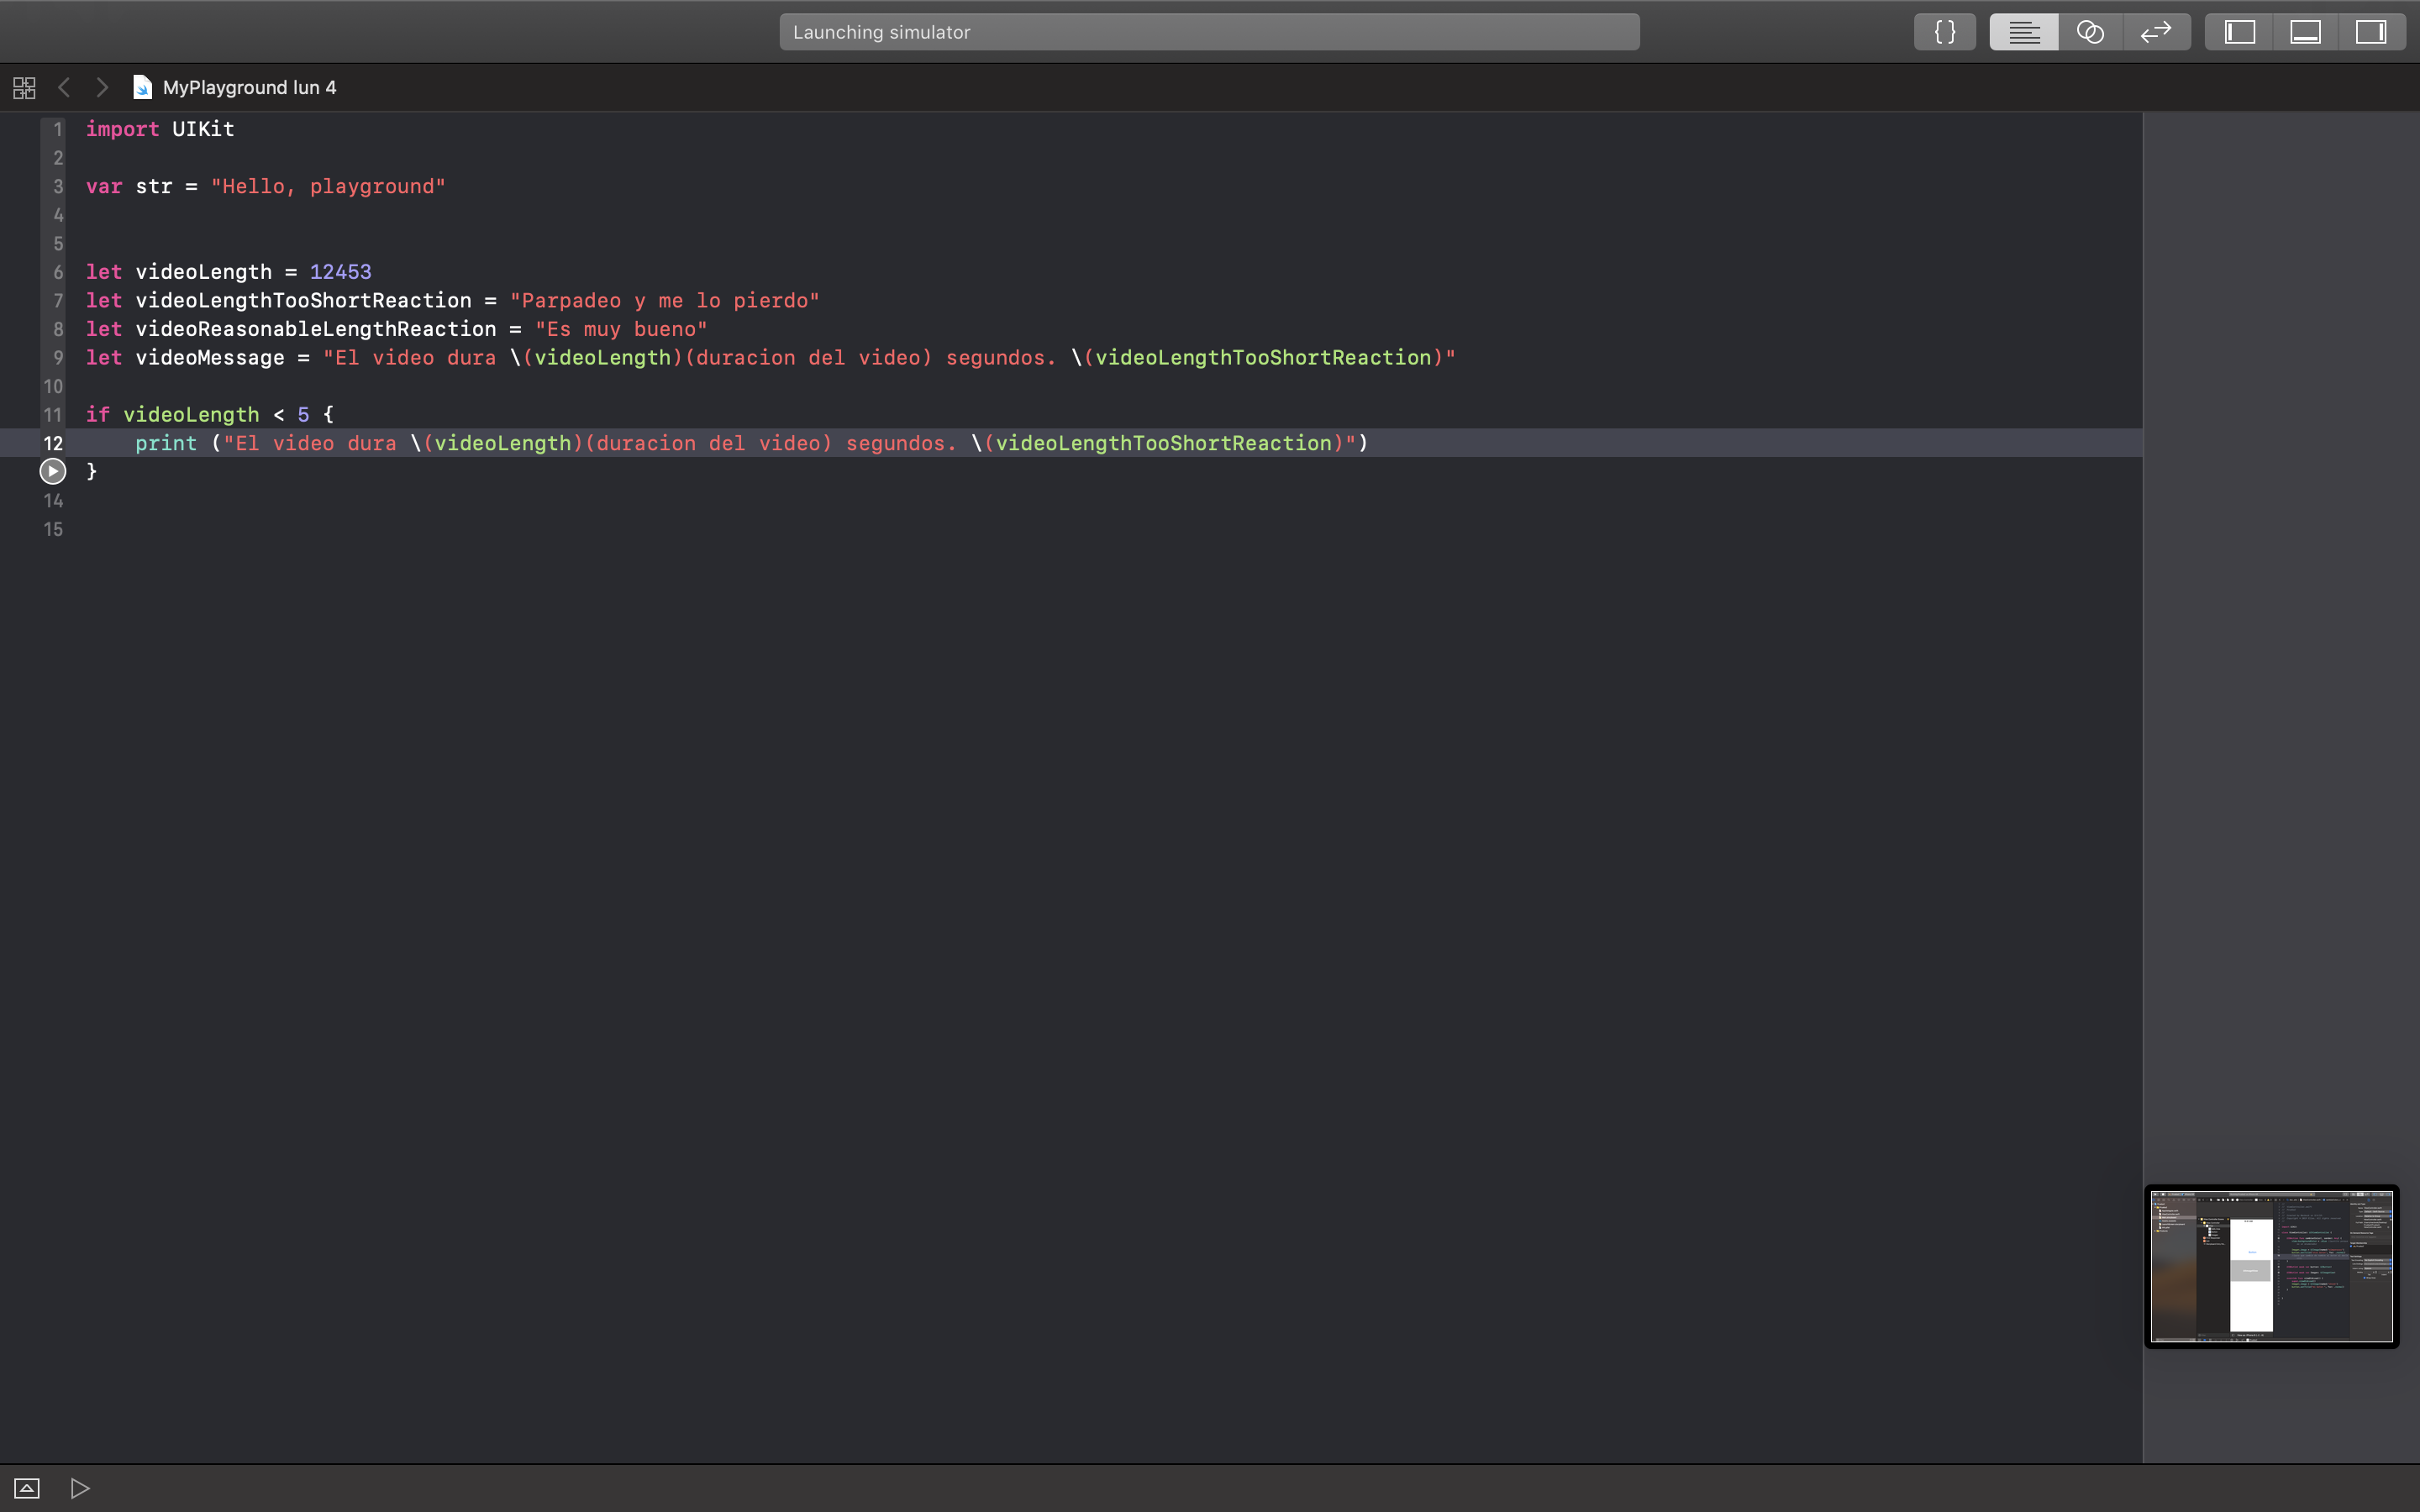 Launching simulator
{ }
MyPlayground lun 4
1 import UIKit
2
3 var str = "Hello, playground"
4
5
6 let videoLength = 12453
7 let videoLengthTooShortReaction = "Parpadeo y me lo pierdo"
8 let videoReasonableLengthReaction = "Es muy bueno"
9 let videoMessage = "El video dura \(videoLength)(duracion del video) segundos. \(videoLengthTooShortReaction)"
10
11 if videoLength < 5 {
12     print ("El video dura \(videoLength)(duracion del video) segundos. \(videoLengthTooShortReaction)")
}
14
15